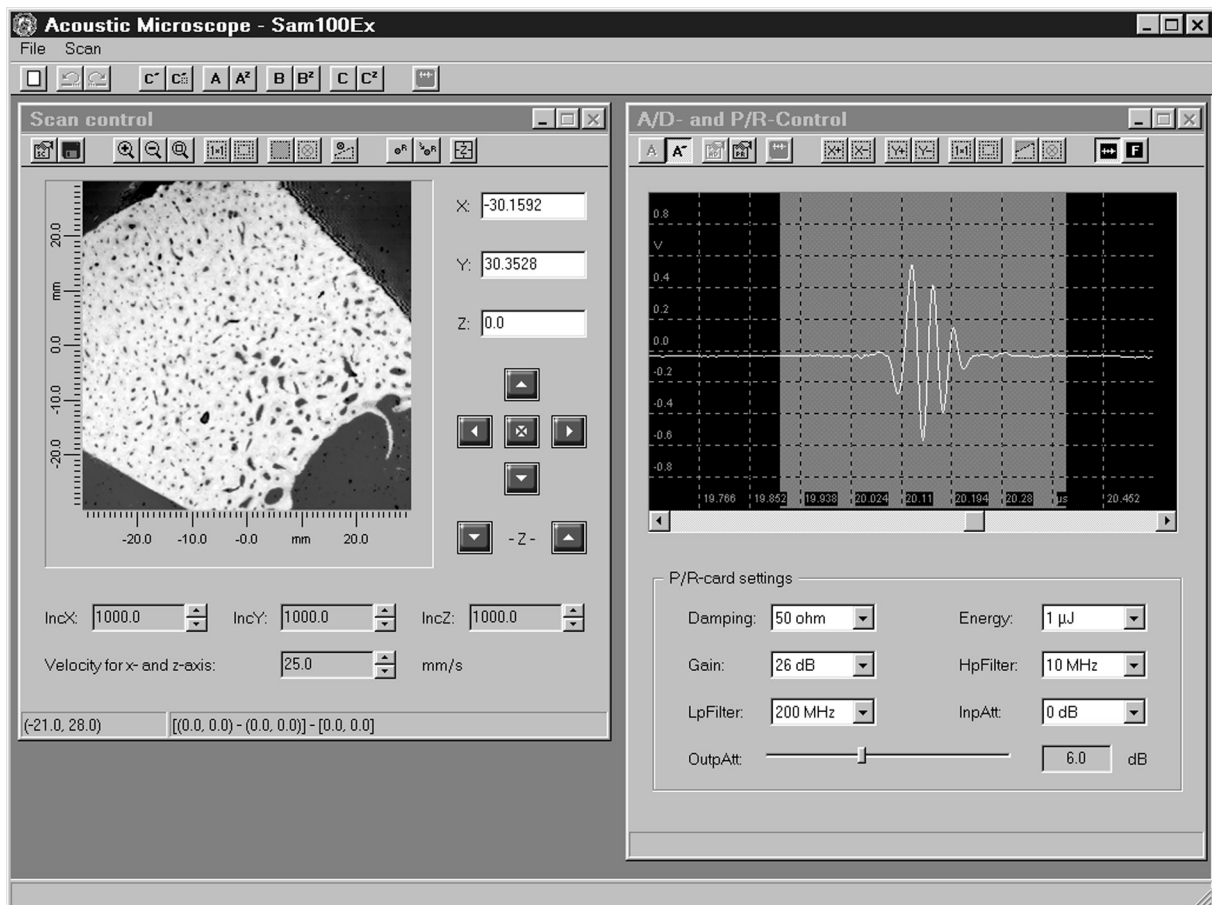 Acoustic Microscope - Sam100Ex
File Scan
C A A² B B² C C²
Scan control
R R -Z-
X: -30.1592
Y: 30.3528
Z: 0.0
20.0
mm
0.0
-10.0
-20.0
-20.0 -10.0 -0.0 mm 20.0
- Z -
IncX: 1000.0 IncY: 1000.0 IncZ: 1000.0
Velocity for x- and z-axis: 25.0 mm/s
(-21.0, 28.0) [(0.0, 0.0) - (0.0, 0.0)] - [0.0, 0.0]
A/D- and P/R-Control
A A X+ X- Y+ Y- F
0.8
V
0.4
0.2
0.0
-0.2
-0.4
-0.6
-0.8
19.766 19.852 19.938 20.024 20.11 20.194 20.28 µs 20.452
P/R-card settings
Damping: 50 ohm Energy: 1 µJ
Gain: 26 dB HpFilter: 10 MHz
LpFilter: 200 MHz InpAtt: 0 dB
OutpAtt: 6.0 dB